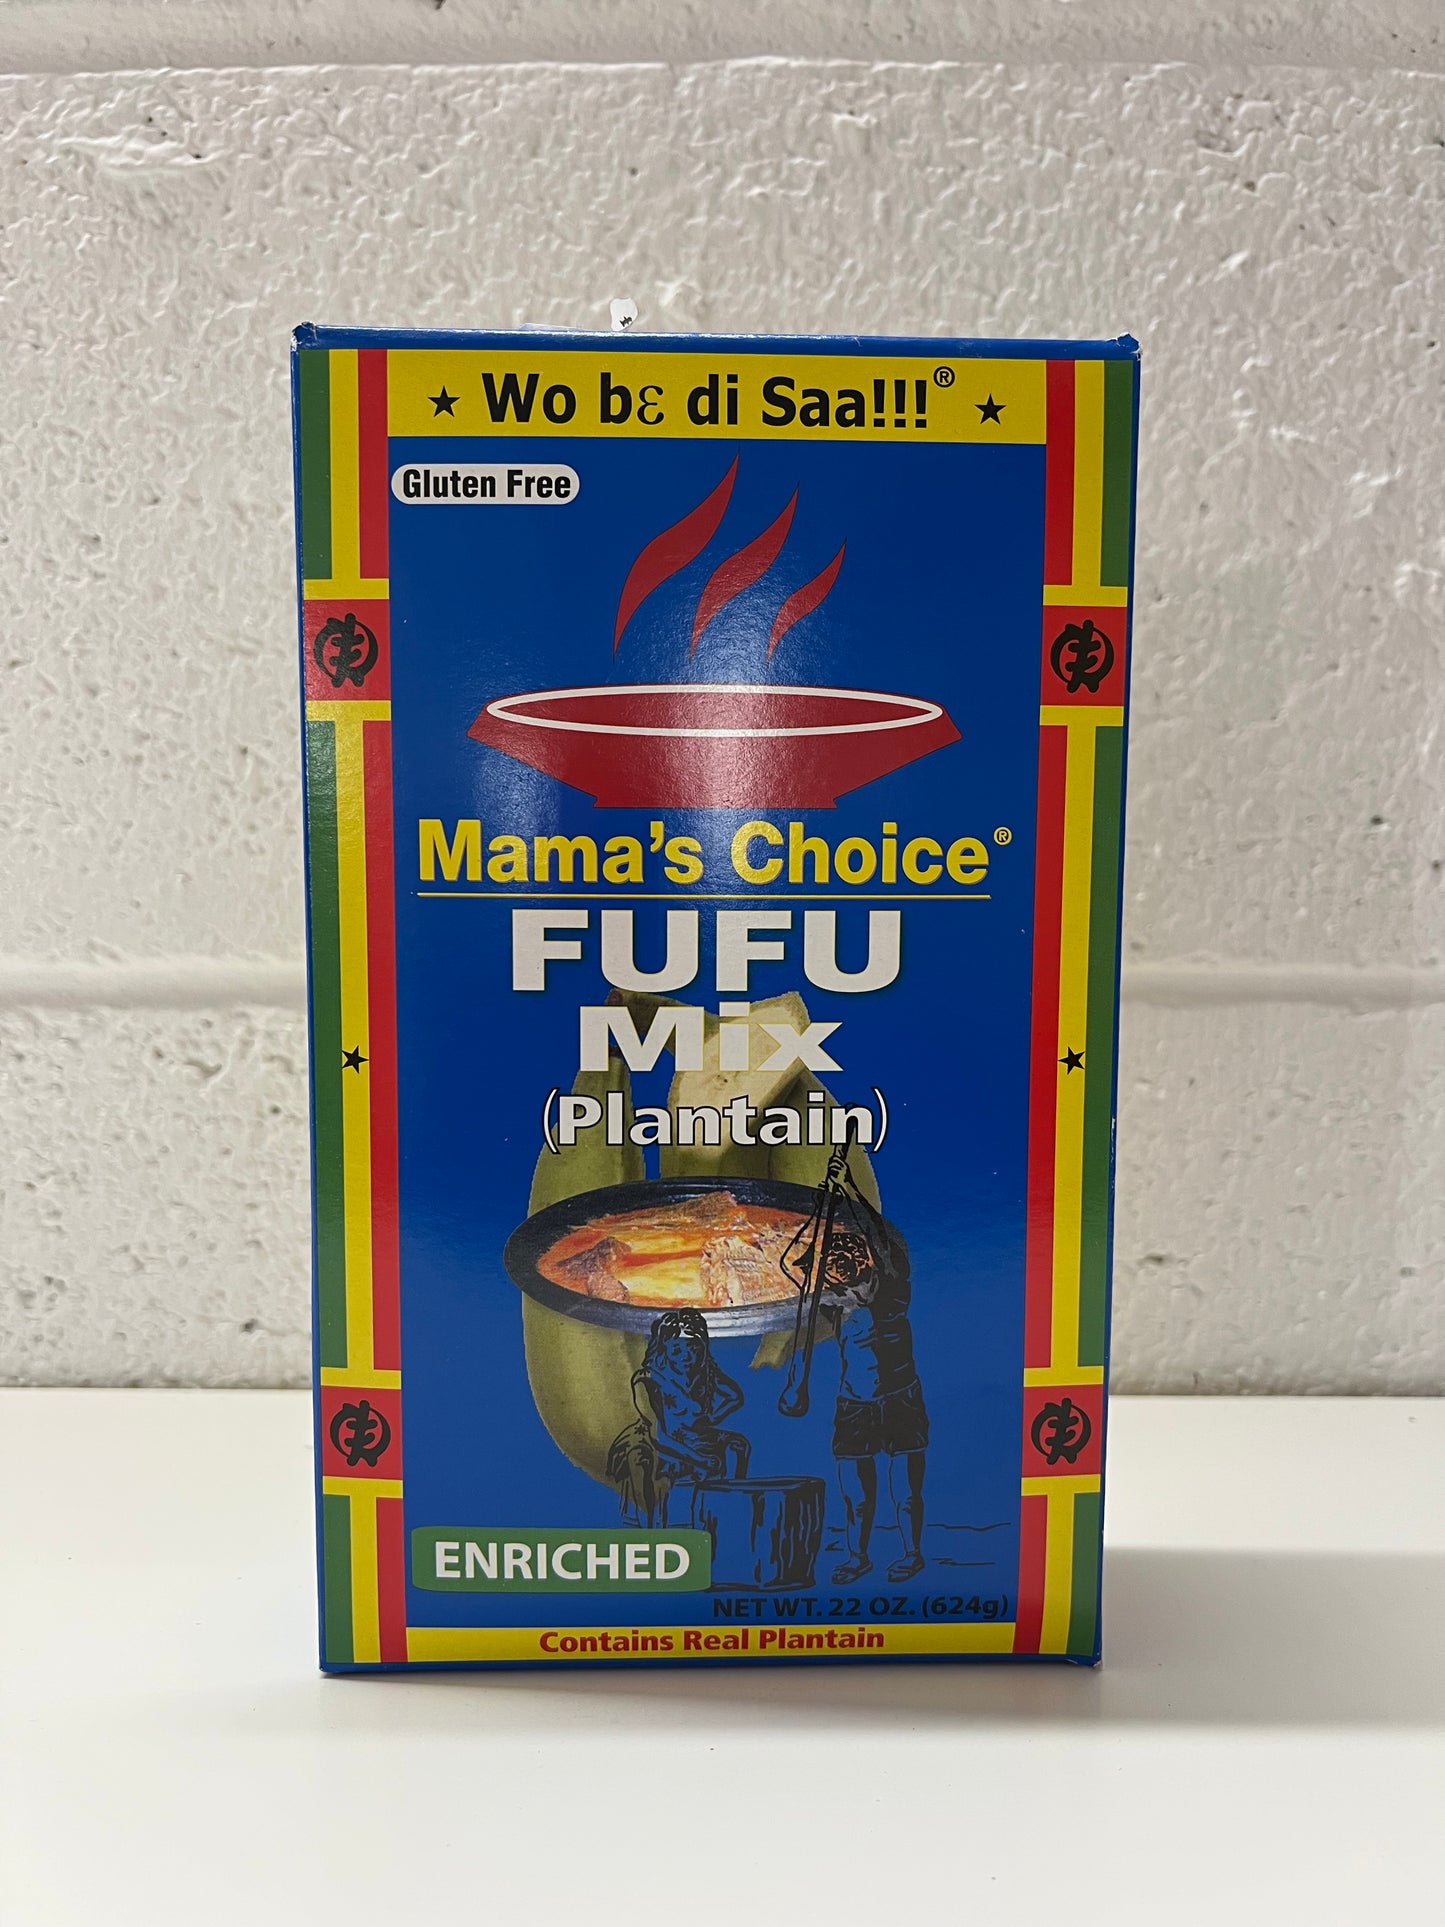 ★ Wo bɛ di Saa!!!® ★
Gluten Free
Mama's Choice®
FUFU
Mix
(Plantain)
ENRICHED
NET WT. 22 OZ. (624g)
Contains Real Plantain